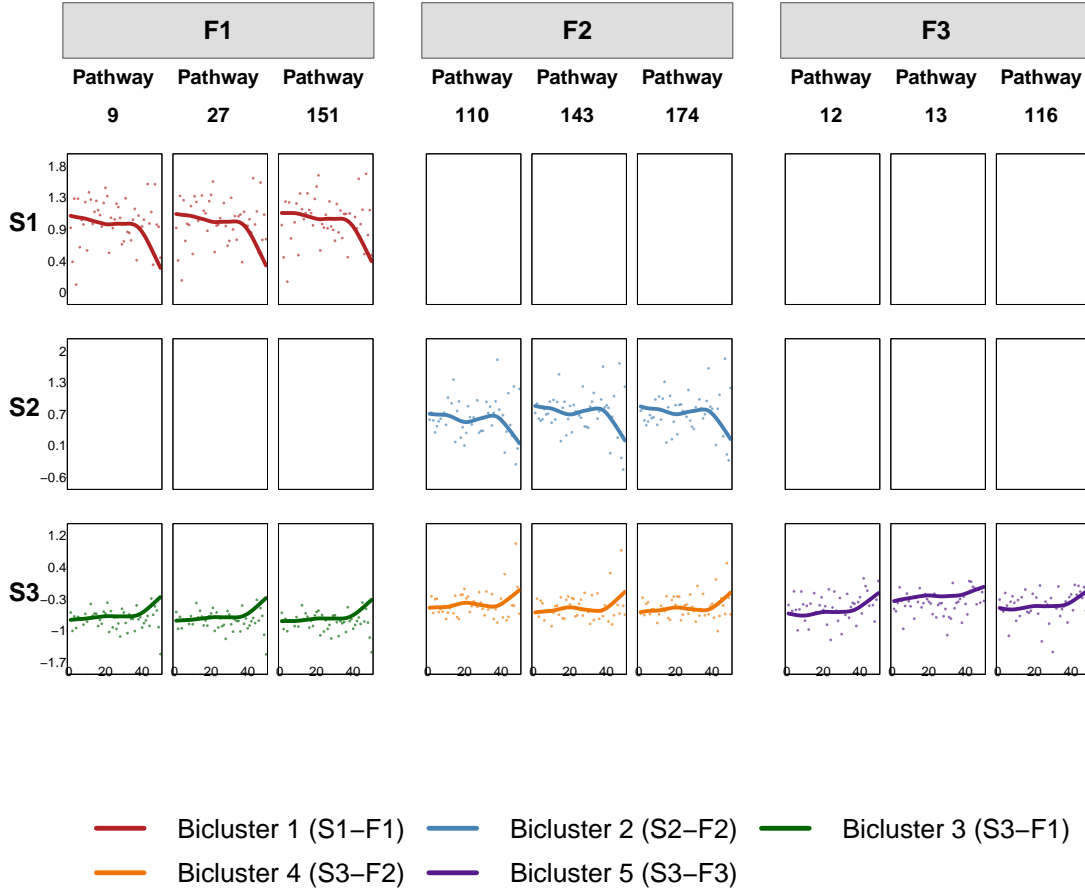 F1 F2 F3
Pathway Pathway Pathway Pathway Pathway Pathway Pathway Pathway Pathway
9 27 151 110 143 174 12 13 116
S1
1.8
1.3
0.9
0.4
0
S2
2
1.3
0.7
0.1
−0.6
S3
1.2
0.4
−0.3
−1
−1.7
0 20 40 0 20 40 0 20 40 0 20 40 0 20 40 0 20 40 0 20 40 0 20 40 0 20 40
Bicluster 1 (S1−F1) Bicluster 2 (S2−F2) Bicluster 3 (S3−F1)
Bicluster 4 (S3−F2) Bicluster 5 (S3−F3)